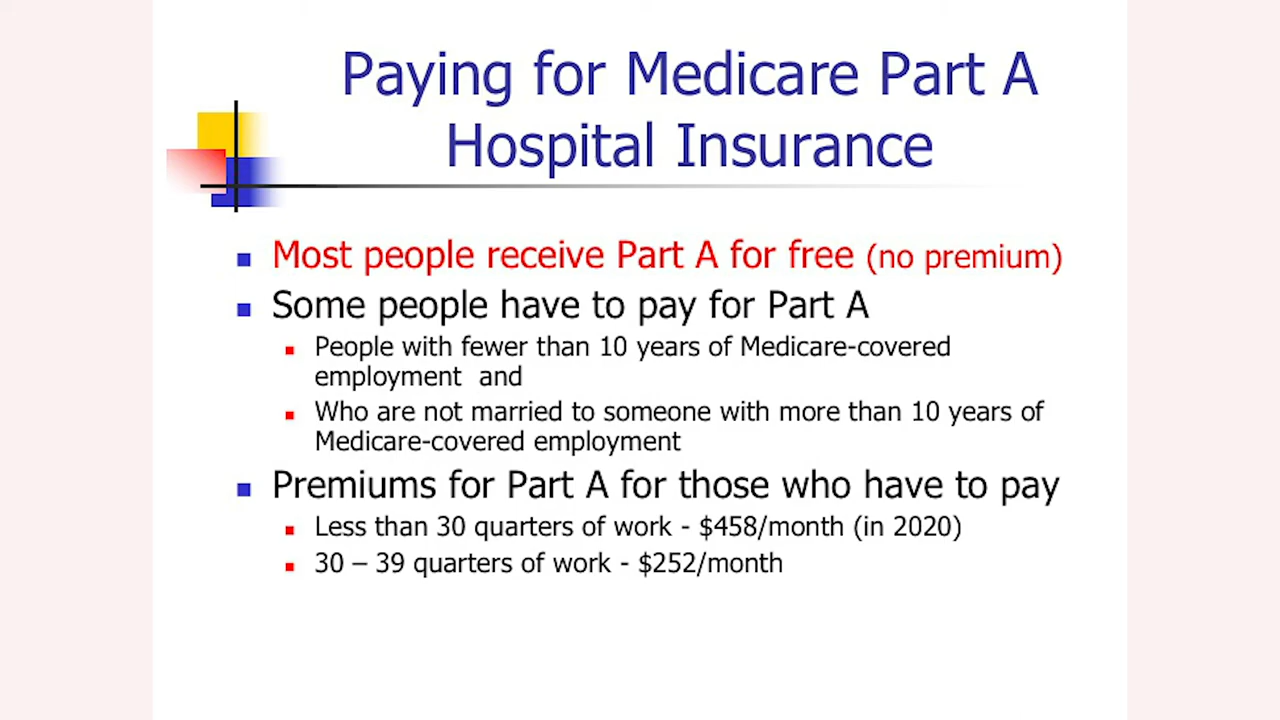 Paying for Medicare Part A
Hospital Insurance
Most people receive Part A for free (no premium)
Some people have to pay for Part A
People with fewer than 10 years of Medicare-covered
employment and
Who are not married to someone with more than 10 years of
Medicare-covered employment
Premiums for Part A for those who have to pay
Less than 30 quarters of work - $458/month (in 2020)
30 – 39 quarters of work - $252/month